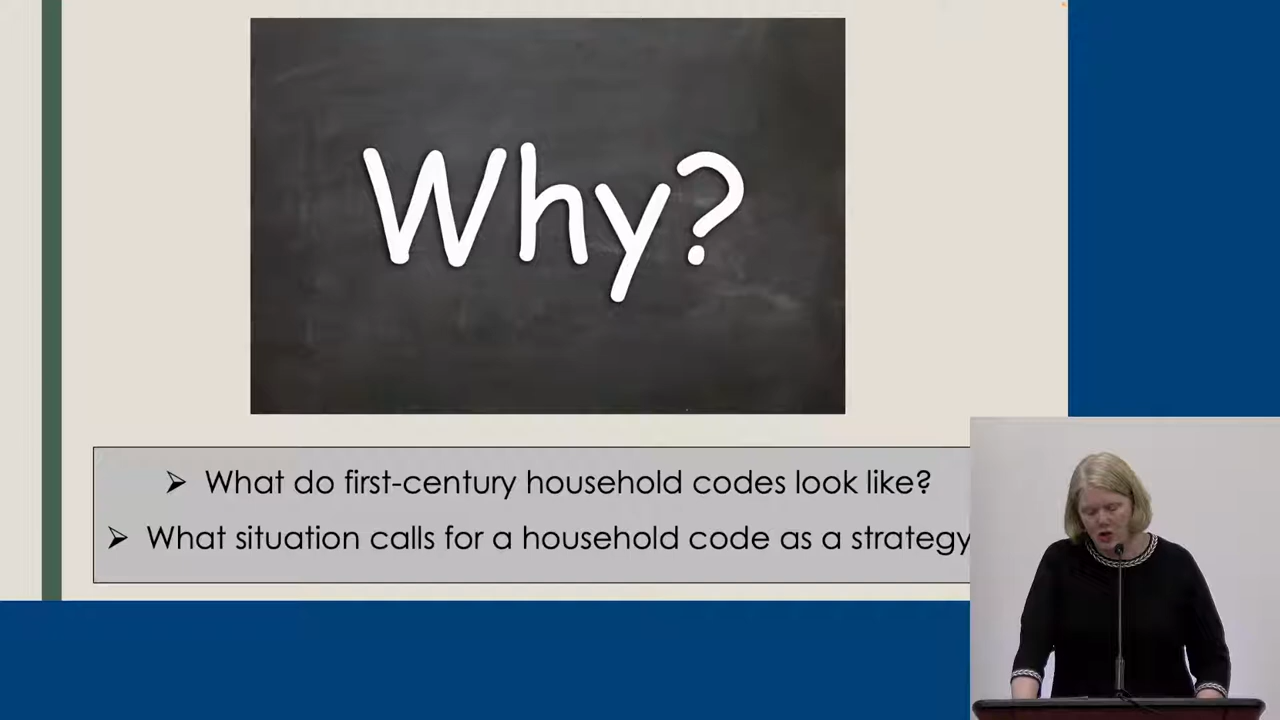 Why?
➢ What do first-century household codes look like?
➢ What situation calls for a household code as a strategy